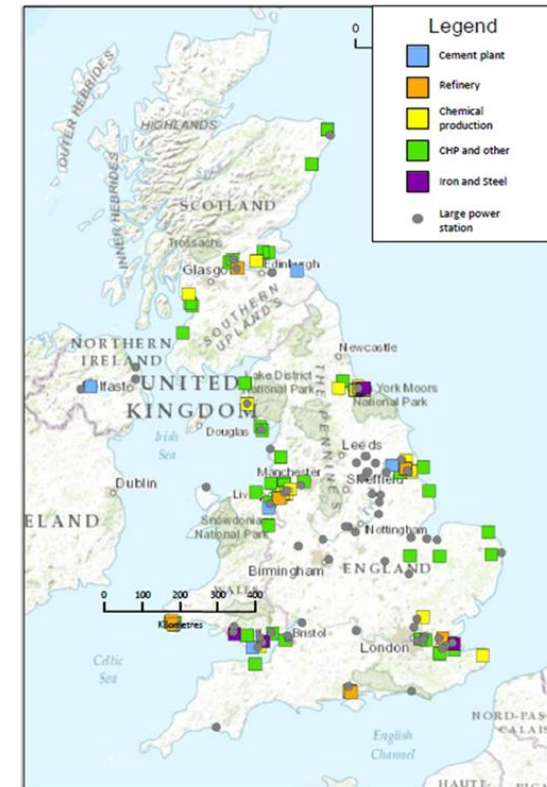 Legend
Cement plant
Refinery
Chemical
production
CHP and other
Iron and Steel
Large power
station
0
OUTER HEBRIDES
HIGHLANDS
INNER HEBRIDES
SCOTLAND
Trossachs
Edinburgh
Glasgo
SOUTHERN
UPLANDS
NORTHERN
IRELAND
Newcastle
lfasto
UNITED
KINGDOM
Lake District
National Park
York Moors
National Park
THE PENNINES
Douglas
Irish
Sea
Leeds
Manchester
Sheffield
Dublin
Liv
ELAND
Snowdonia
National Park
Nottingham
Birmingham
ENGLAND
WALES
0 100 200 300 400
Kilometres
Bristol
London
Celtic
Sea
English
Channel
NORD-PAS
CALAIS
HAUTE-